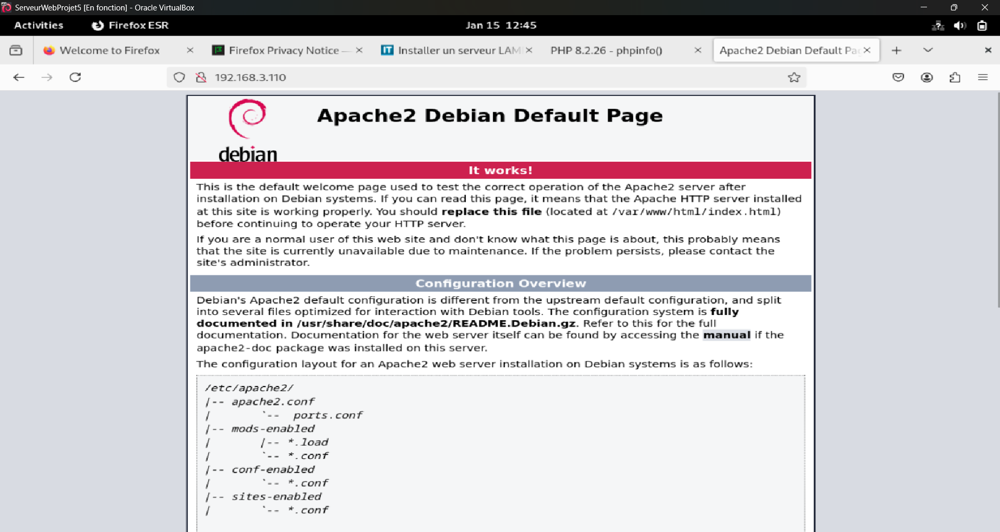 ServeurWebProjet5 [En fonction] - Oracle VirtualBox
Activities Firefox ESR Jan 15 12:45
Welcome to Firefox Firefox Privacy Notice — Installer un serveur LAM PHP 8.2.26 - phpinfo() Apache2 Debian Default Pag
192.168.3.110
debian
Apache2 Debian Default Page
It works!
This is the default welcome page used to test the correct operation of the Apache2 server after
installation on Debian systems. If you can read this page, it means that the Apache HTTP server installed
at this site is working properly. You should replace this file (located at /var/www/html/index.html)
before continuing to operate your HTTP server.
If you are a normal user of this web site and don't know what this page is about, this probably means
that the site is currently unavailable due to maintenance. If the problem persists, please contact the
site's administrator.
Configuration Overview
Debian's Apache2 default configuration is different from the upstream default configuration, and split
into several files optimized for interaction with Debian tools. The configuration system is fully
documented in /usr/share/doc/apache2/README.Debian.gz. Refer to this for the full
documentation. Documentation for the web server itself can be found by accessing the manual if the
apache2-doc package was installed on this server.
The configuration layout for an Apache2 web server installation on Debian systems is as follows:
/etc/apache2/
|-- apache2.conf
|       `--  ports.conf
|-- mods-enabled
|       |-- *.load
|       `-- *.conf
|-- conf-enabled
|       `-- *.conf
|-- sites-enabled
|       `-- *.conf